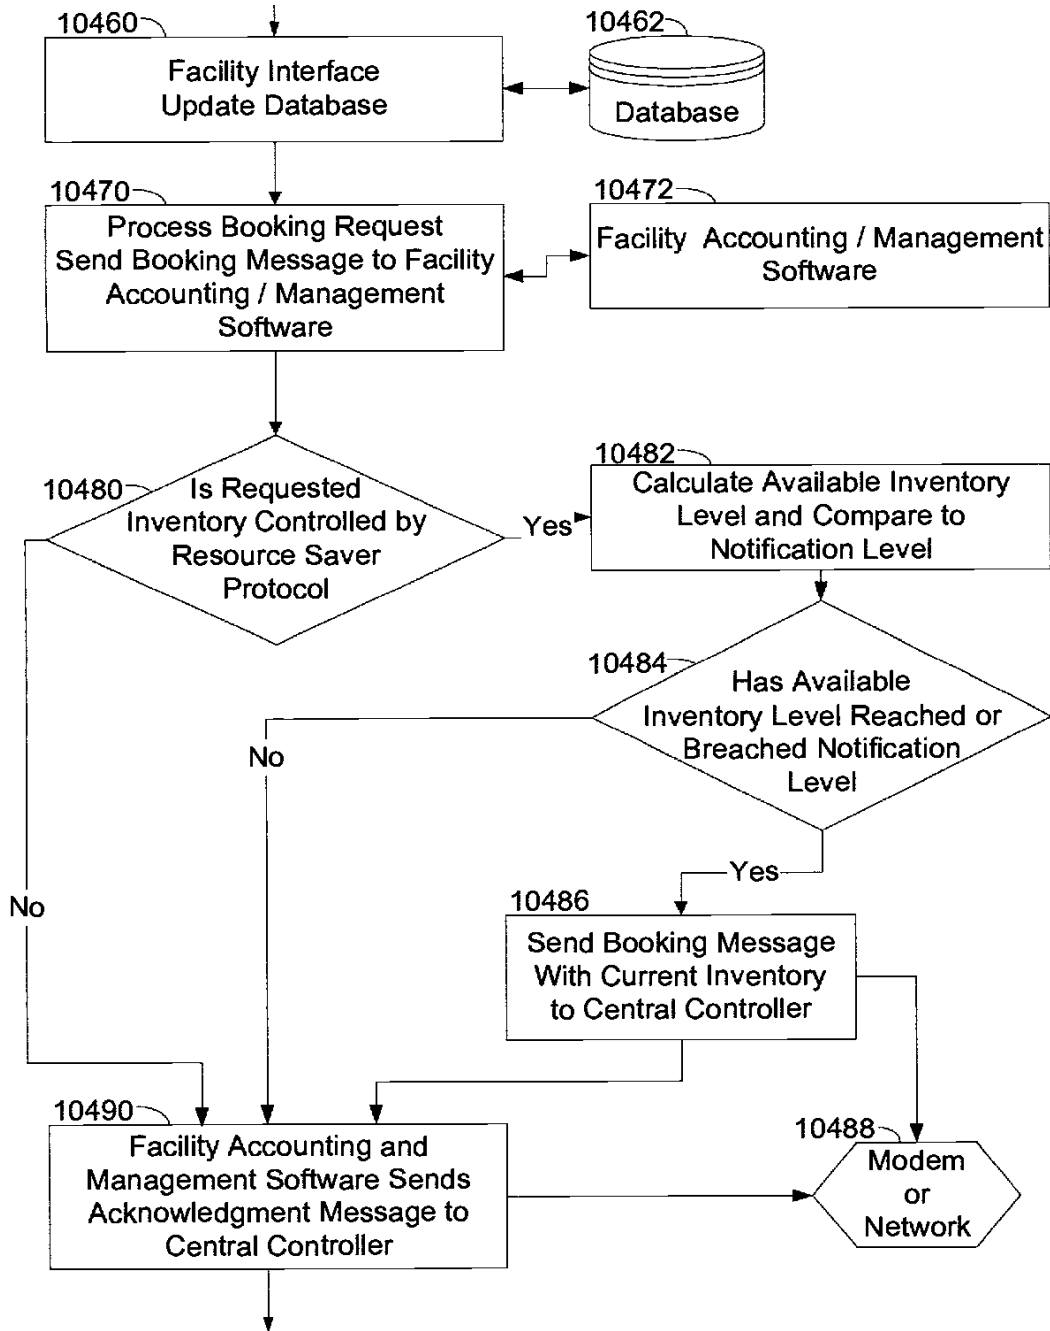 10460
Facility Interface
Update Database
10462
Database
10470
Process Booking Request
Send Booking Message to Facility
Accounting / Management
Software
10472
Facility Accounting / Management
Software
10480
Is Requested
Inventory Controlled by
Resource Saver
Protocol
Yes
10482
Calculate Available Inventory
Level and Compare to
Notification Level
10484
Has Available
Inventory Level Reached or
Breached Notification
Level
No
Yes
No
10486
Send Booking Message
With Current Inventory
to Central Controller
10490
Facility Accounting and
Management Software Sends
Acknowledgment Message to
Central Controller
10488
Modem
or
Network